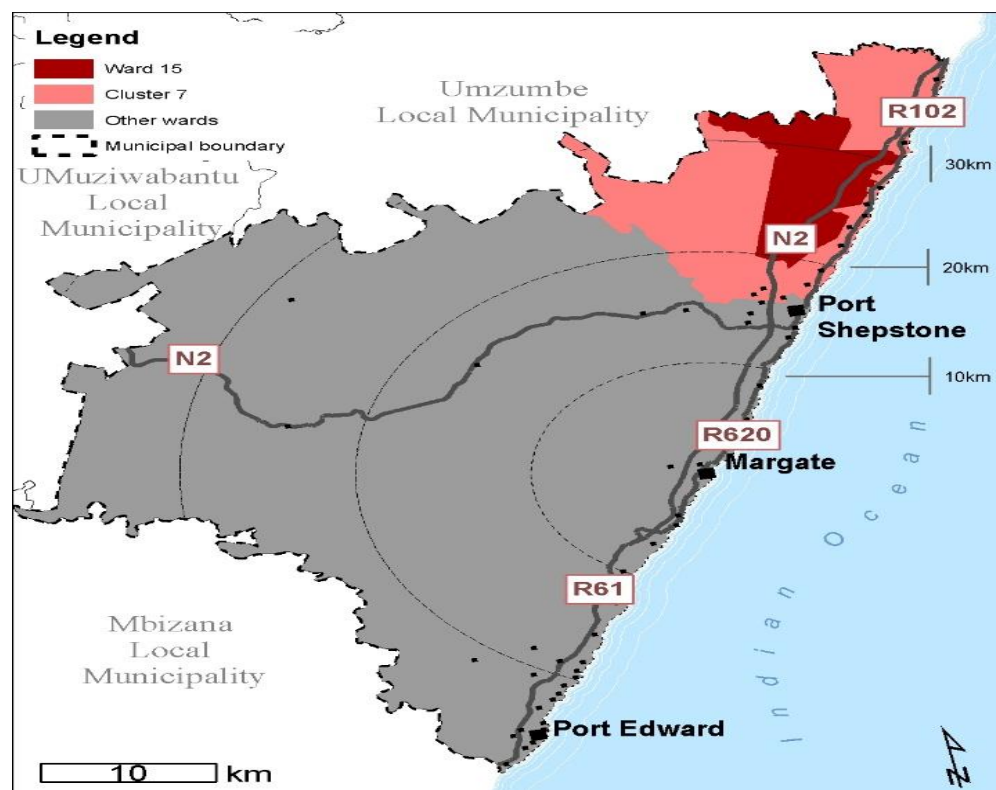 Legend
Ward 15
Cluster 7
Other wards
Municipal boundary
Umzumbe
Local Municipality
UMuziwabantu
Local
Municipality
R102
30km
N2
20km
Port
Shepstone
N2
10km
R620
Margate
R61
Indian Ocean
Mbizana
Local
Municipality
Port Edward
10 km
N